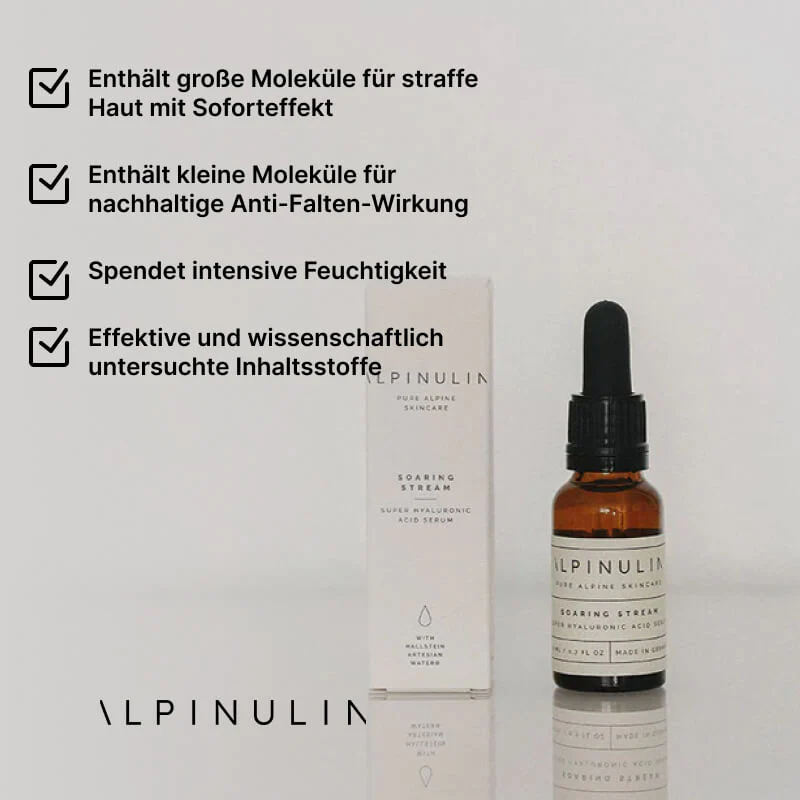 Enthält große Moleküle für straffe
Haut mit Soforteffekt
Enthält kleine Moleküle für
nachhaltige Anti-Falten-Wirkung
Spendet intensive Feuchtigkeit
Effektive und wissenschaftlich
untersuchte Inhaltsstoffe
ALPINULIN
PURE ALPINE
SKINCARE
SOARING
STREAM
SUPER HYALURONIC
ACID SERUM
WITH
HALLSTEIN
ARTESIAN
WATER®
ALPINULIN
PURE ALPINE SKINCARE
SOARING STREAM
SUPER HYALURONIC ACID
FL OZ
MADE IN
ALPINULIN